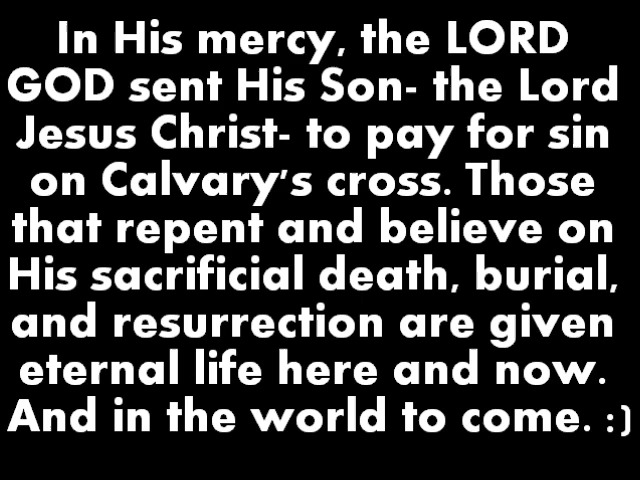 In His mercy, the LORD
GOD sent His Son- the Lord
Jesus Christ- to pay for sin
on Calvary's cross. Those
that repent and believe on
His sacrificial death, burial,
and resurrection are given
eternal life here and now.
And in the world to come. :)